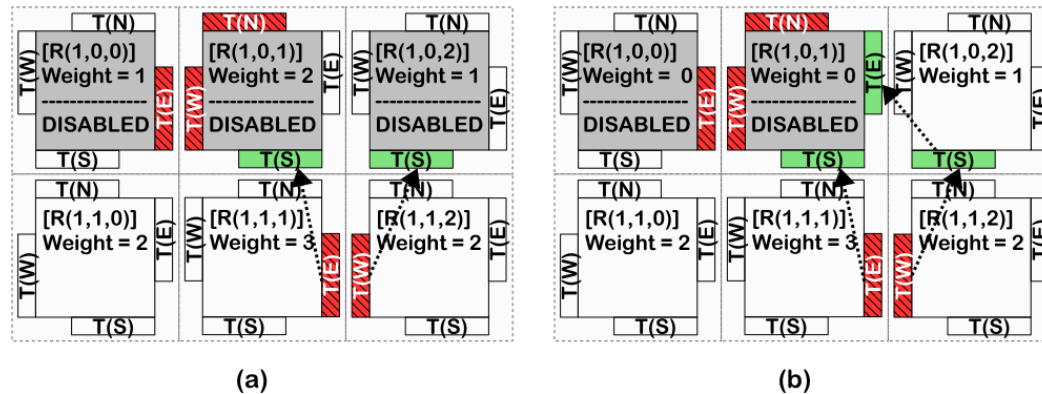 T(N)
T(W)
[R(1,0,0)]
Weight = 1
--------------
DISABLED
T(E)
T(S)
T(N)
T(W)
[R(1,0,1)]
Weight = 2
--------------
DISABLED
T(E)
T(S)
T(N)
T(W)
[R(1,0,2)]
Weight = 1
--------------
DISABLED
T(E)
T(S)
T(N)
T(W)
[R(1,1,0)]
Weight = 2
T(E)
T(S)
T(N)
T(W)
[R(1,1,1)]
Weight = 3
T(E)
T(S)
T(N)
T(W)
[R(1,1,2)]
Weight = 2
T(E)
T(S)
(a)
T(N)
T(W)
[R(1,0,0)]
Weight = 0
--------------
DISABLED
T(E)
T(S)
T(N)
T(W)
[R(1,0,1)]
Weight = 0
--------------
DISABLED
T(E)
T(S)
T(N)
T(W)
[R(1,0,2)]
Weight = 1
T(E)
T(S)
T(N)
T(W)
[R(1,1,0)]
Weight = 2
T(E)
T(S)
T(N)
T(W)
[R(1,1,1)]
Weight = 3
T(E)
T(S)
T(N)
T(W)
[R(1,1,2)]
Weight = 2
T(E)
T(S)
(b)